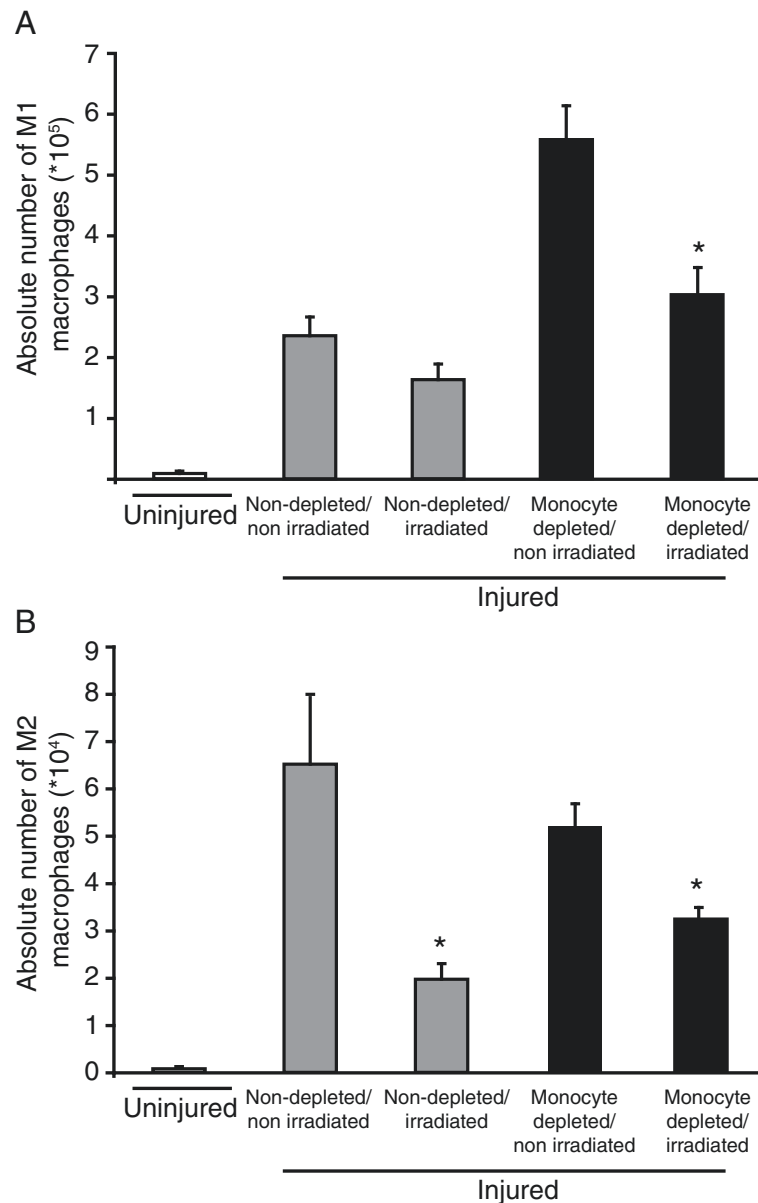 A
Absolute number of M1
macrophages (*10⁵)
7
6
5
4
3
2
1
*
Uninjured
Non-depleted/
non irradiated
Non-depleted/
irradiated
Monocyte
depleted/
non irradiated
Monocyte
depleted/
irradiated
Injured
B
Absolute number of M2
macrophages (*10⁴)
9
8
7
6
5
4
3
2
1
0
*
*
Uninjured
Non-depleted/
non irradiated
Non-depleted/
irradiated
Monocyte
depleted/
non irradiated
Monocyte
depleted/
irradiated
Injured